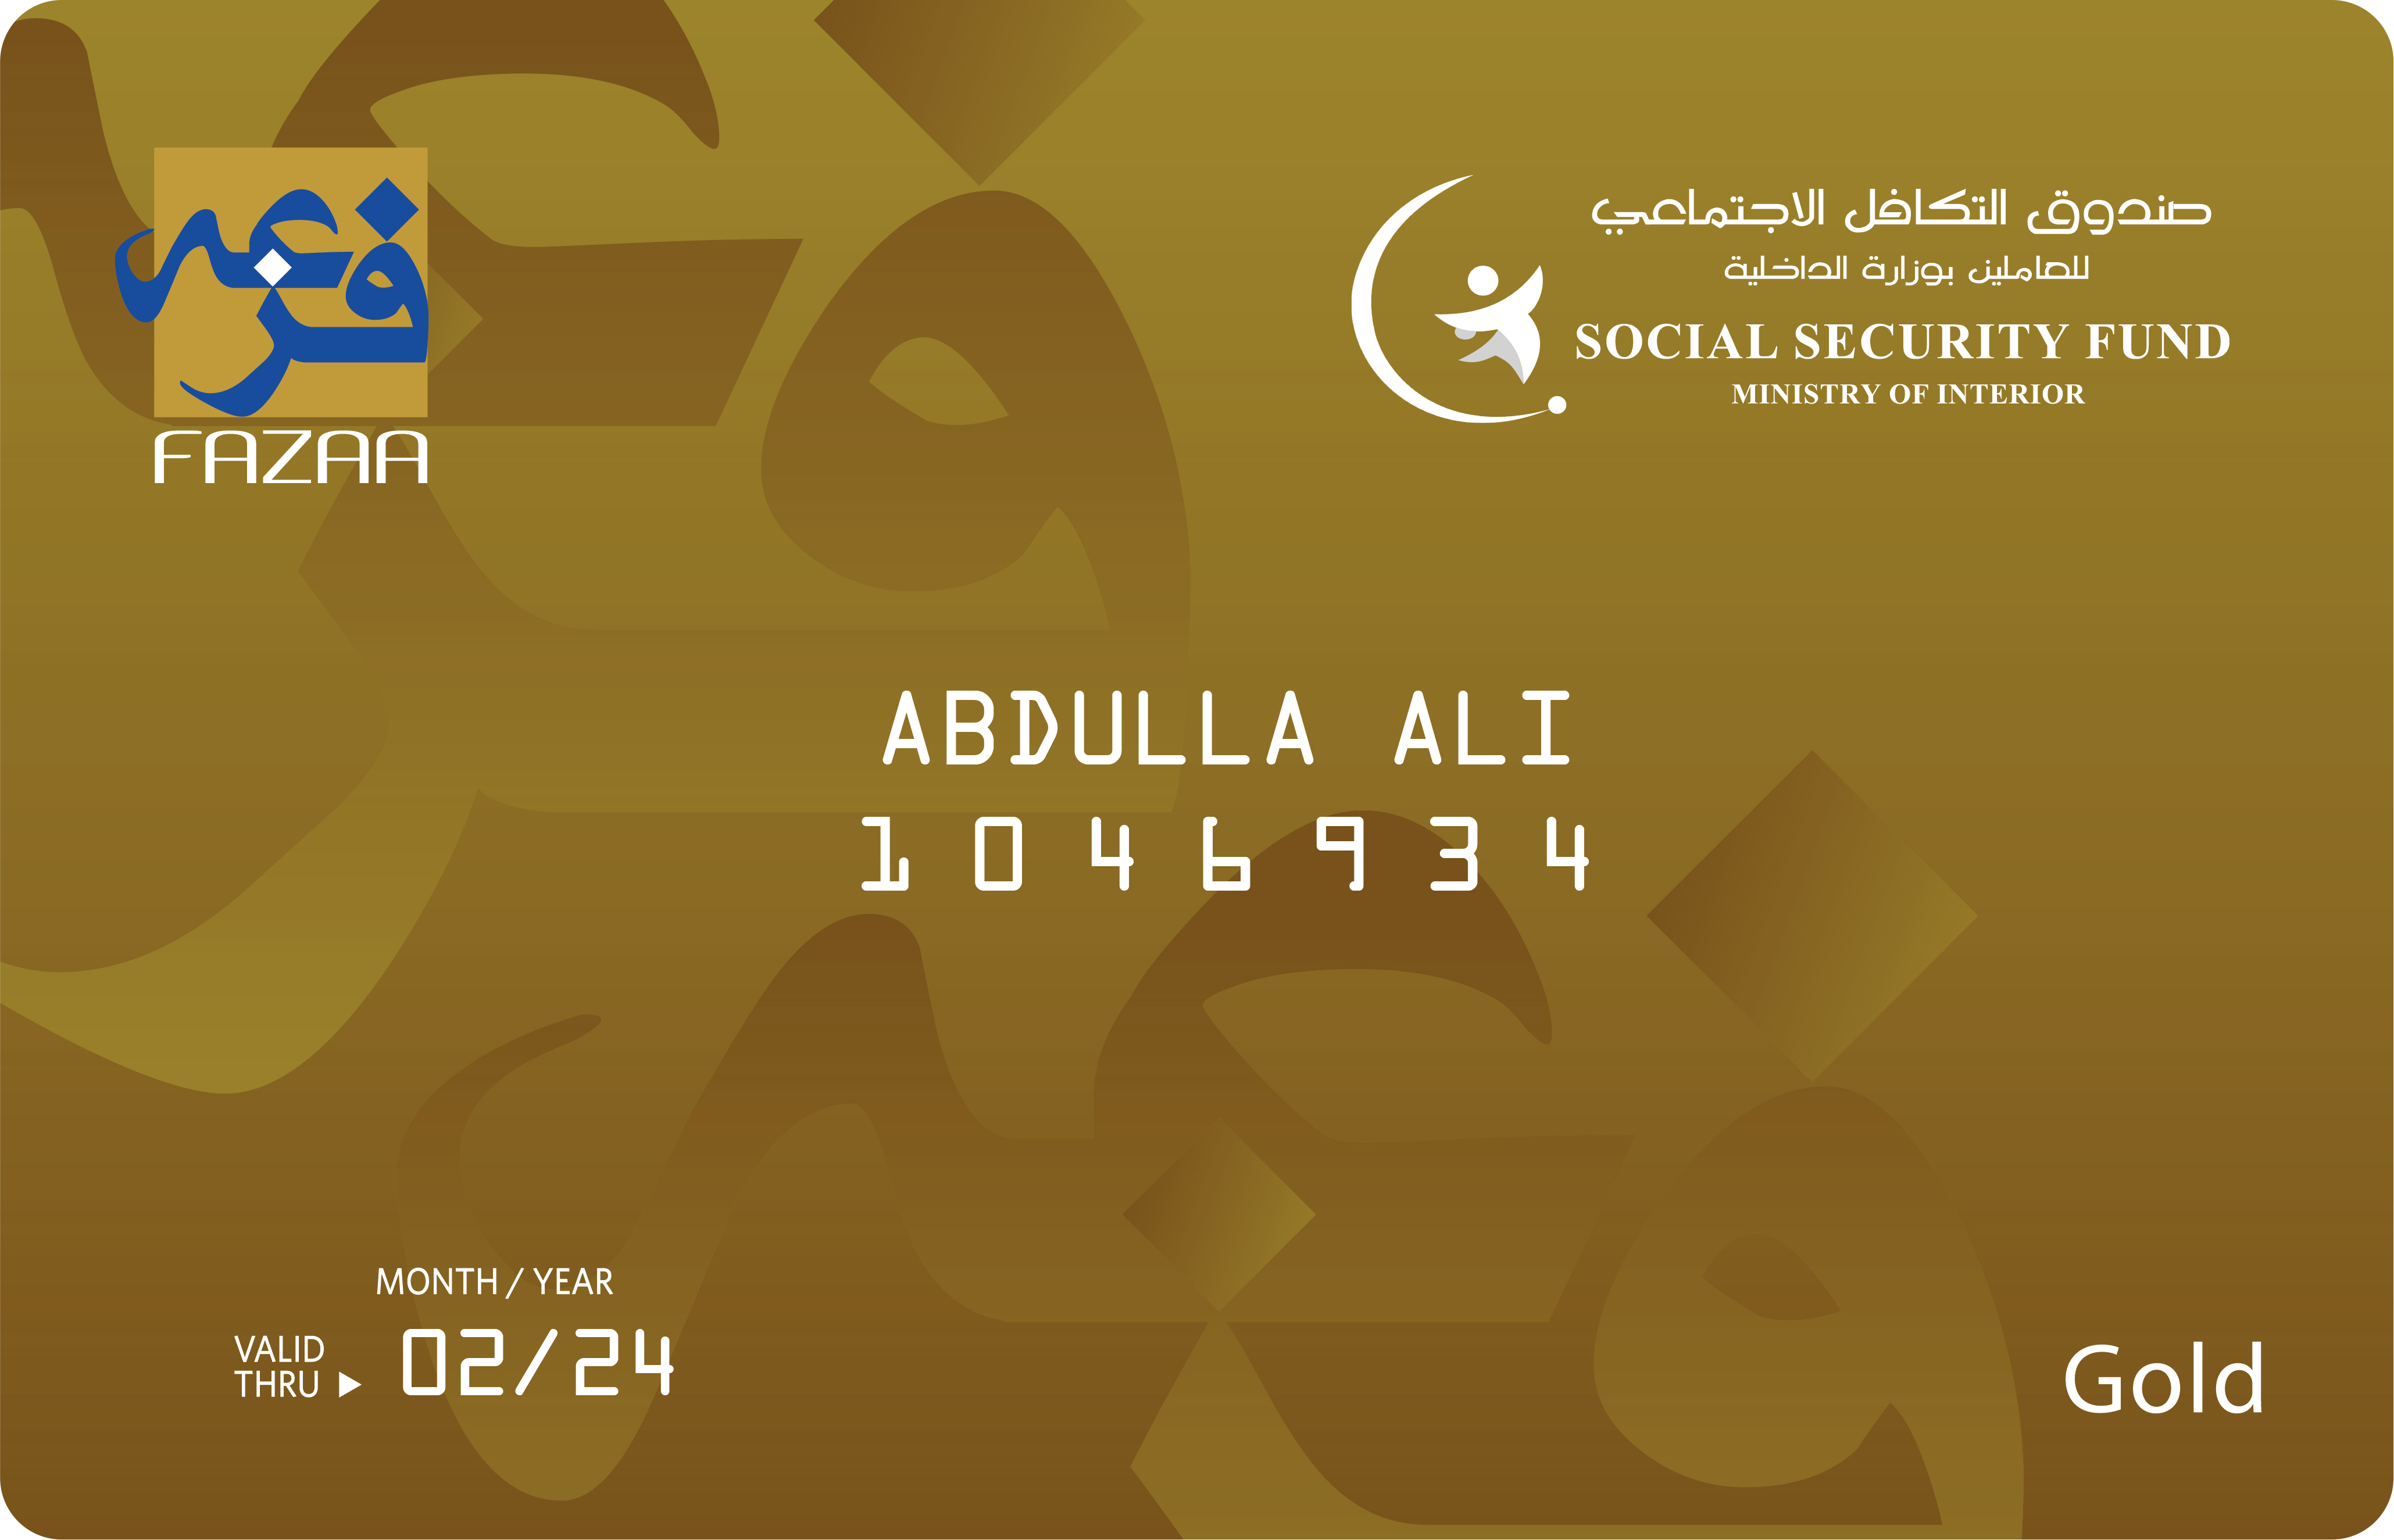 فزعة
FAZAA
صندوق التكافل الاجتماعي
للعاملين بوزارة الداخلية
SOCIAL SECURITY FUND
MINISTRY OF INTERIOR
ABDULLA ALI
1 0 4 6 9 3 4
MONTH / YEAR
VALID
THRU ▶ 02/24
Gold